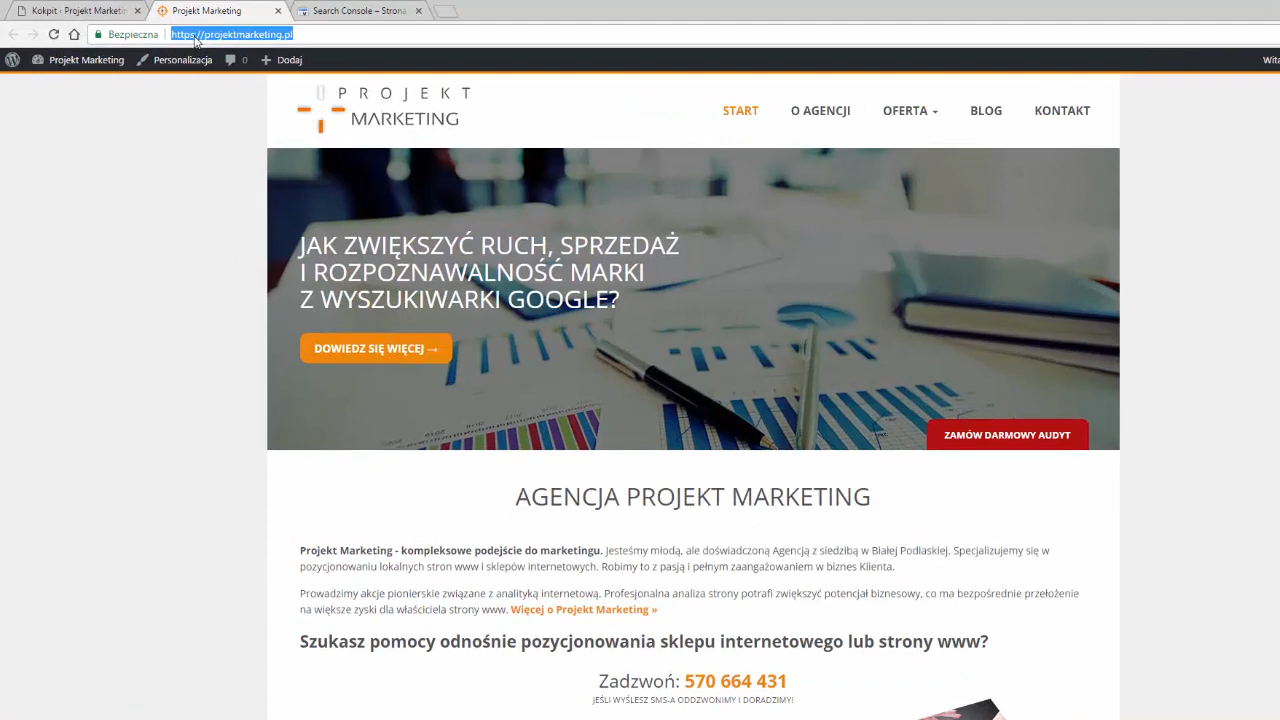 Kokpit · Projekt Marketin
Projekt Marketing
Search Console – Strona
Bezpieczna
https://projektmarketing.pl
Projekt Marketing
Personalizacja
0
Dodaj
Wita
PROJEKT
MARKETING
START
O AGENCJI
OFERTA
BLOG
KONTAKT
JAK ZWIĘKSZYĆ RUCH, SPRZEDAŻ
I ROZPOZNAWALNOŚĆ MARKI
Z WYSZUKIWARKI GOOGLE?
DOWIEDZ SIĘ WIĘCEJ →
ZAMÓW DARMOWY AUDYT
AGENCJA PROJEKT MARKETING
Projekt Marketing - kompleksowe podejście do marketingu. Jesteśmy młodą, ale doświadczoną Agencją z siedzibą w Białej Podlaskiej. Specjalizujemy się w
pozycjonowaniu lokalnych stron www i sklepów internetowych. Robimy to z pasją i pełnym zaangażowaniem w biznes Klienta.
Prowadzimy akcje pionierskie związane z analityką internetową. Profesjonalna analiza strony potrafi zwiększyć potencjał biznesowy, co ma bezpośrednie przełożenie
na większe zyski dla właściciela strony www. Więcej o Projekt Marketing »
Szukasz pomocy odnośnie pozycjonowania sklepu internetowego lub strony www?
Zadzwoń: 570 664 431
JEŚLI WYŚLESZ SMS-A ODDZWONIMY I DORADZIMY!